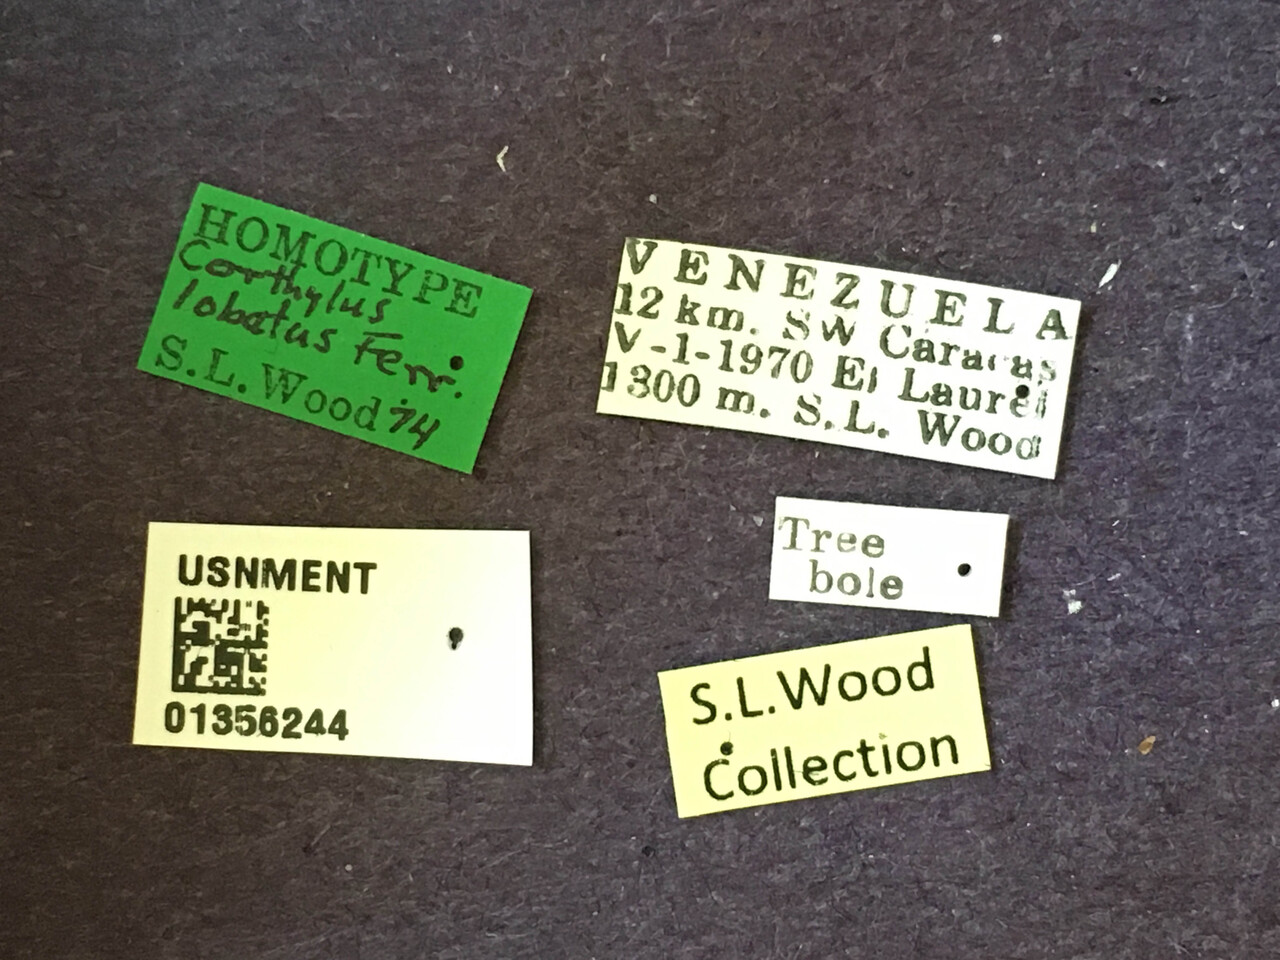 HOMOTYPE
Corthylus
lobatus Ferr.
S.L.Wood '74
VENEZUELA
12 km. SW Caracas
V-1-1970 El Laurel
1300 m. S.L. Wood
USNMENT
01356244
Tree
bole
S.L.Wood
Collection